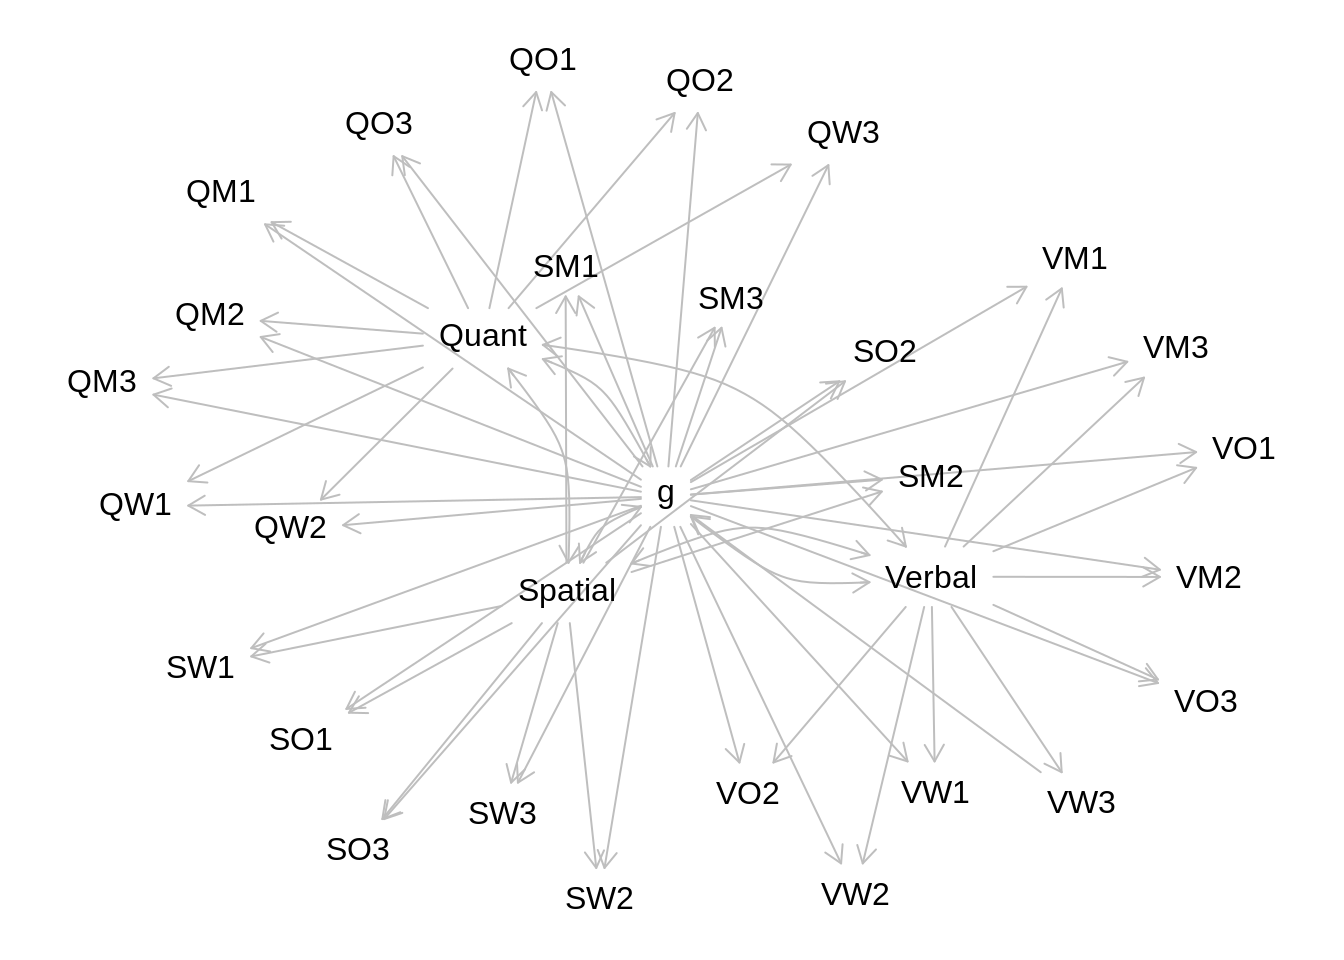 QO1
QO2
QO3
QW3
QM1
VM1
SM1
SM3
QM2
Quant
VM3
SO2
QM3
VO1
SM2
g
QW1
QW2
Verbal
VM2
Spatial
SW1
VO3
SO1
VO2
VW1
VW3
SW3
SO3
VW2
SW2